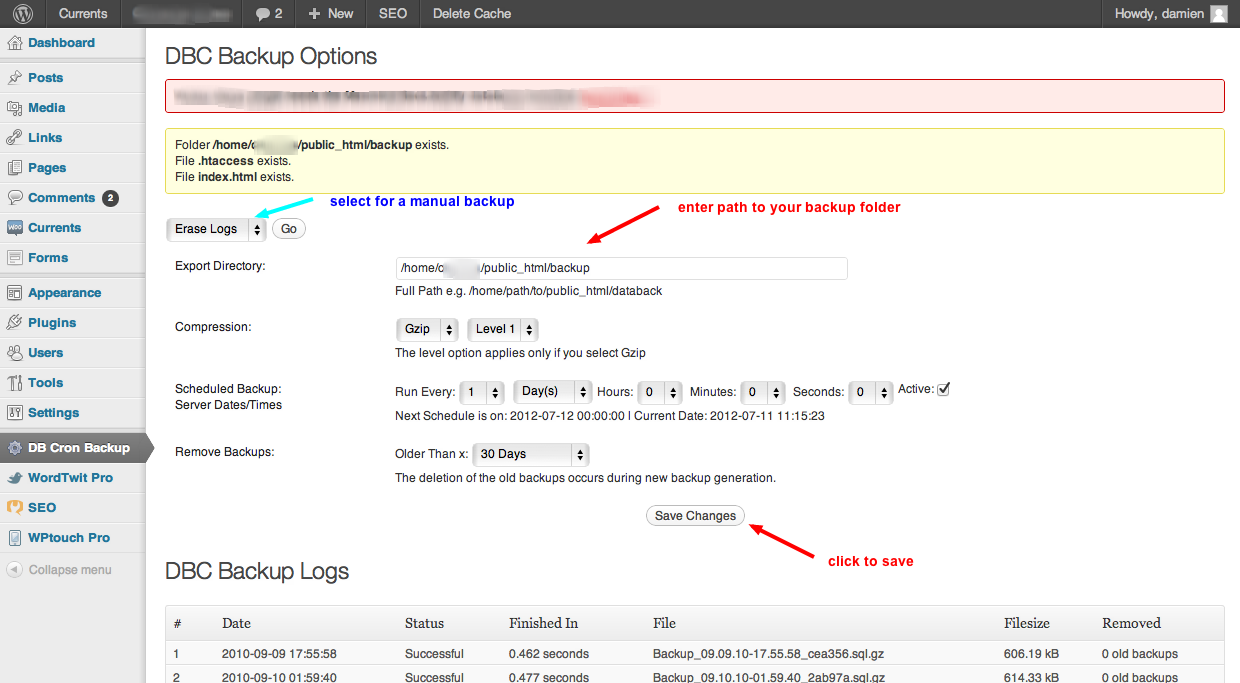 Currents
2
+ New
SEO
Delete Cache
Howdy, damien
Dashboard
Posts
Media
Links
Pages
Comments 2
Currents
Forms
Appearance
Plugins
Users
Tools
Settings
DB Cron Backup
WordTwit Pro
SEO
WPtouch Pro
Collapse menu
DBC Backup Options
Folder /home/ /public_html/backup exists.
File .htaccess exists.
File index.html exists.
select for a manual backup
enter path to your backup folder
Erase Logs Go
Export Directory: /home/ /public_html/backup
Full Path e.g. /home/path/to/public_html/databack
Compression: Gzip Level 1
The level option applies only if you select Gzip
Scheduled Backup: Run Every: 1 Day(s) Hours: 0 Minutes: 0 Seconds: 0 Active:
Server Dates/Times
Next Schedule is on: 2012-07-12 00:00:00 | Current Date: 2012-07-11 11:15:23
Remove Backups: Older Than x: 30 Days
The deletion of the old backups occurs during new backup generation.
Save Changes
click to save
DBC Backup Logs
# Date Status Finished In File Filesize Removed
1 2010-09-09 17:55:58 Successful 0.462 seconds Backup_09.09.10-17.55.58_cea356.sql.gz 606.19 kB 0 old backups
2 2010-09-10 01:59:40 Successful 0.477 seconds Backup_09.10.10-01.59.40_2ab97a.sql.gz 614.33 kB 0 old backups